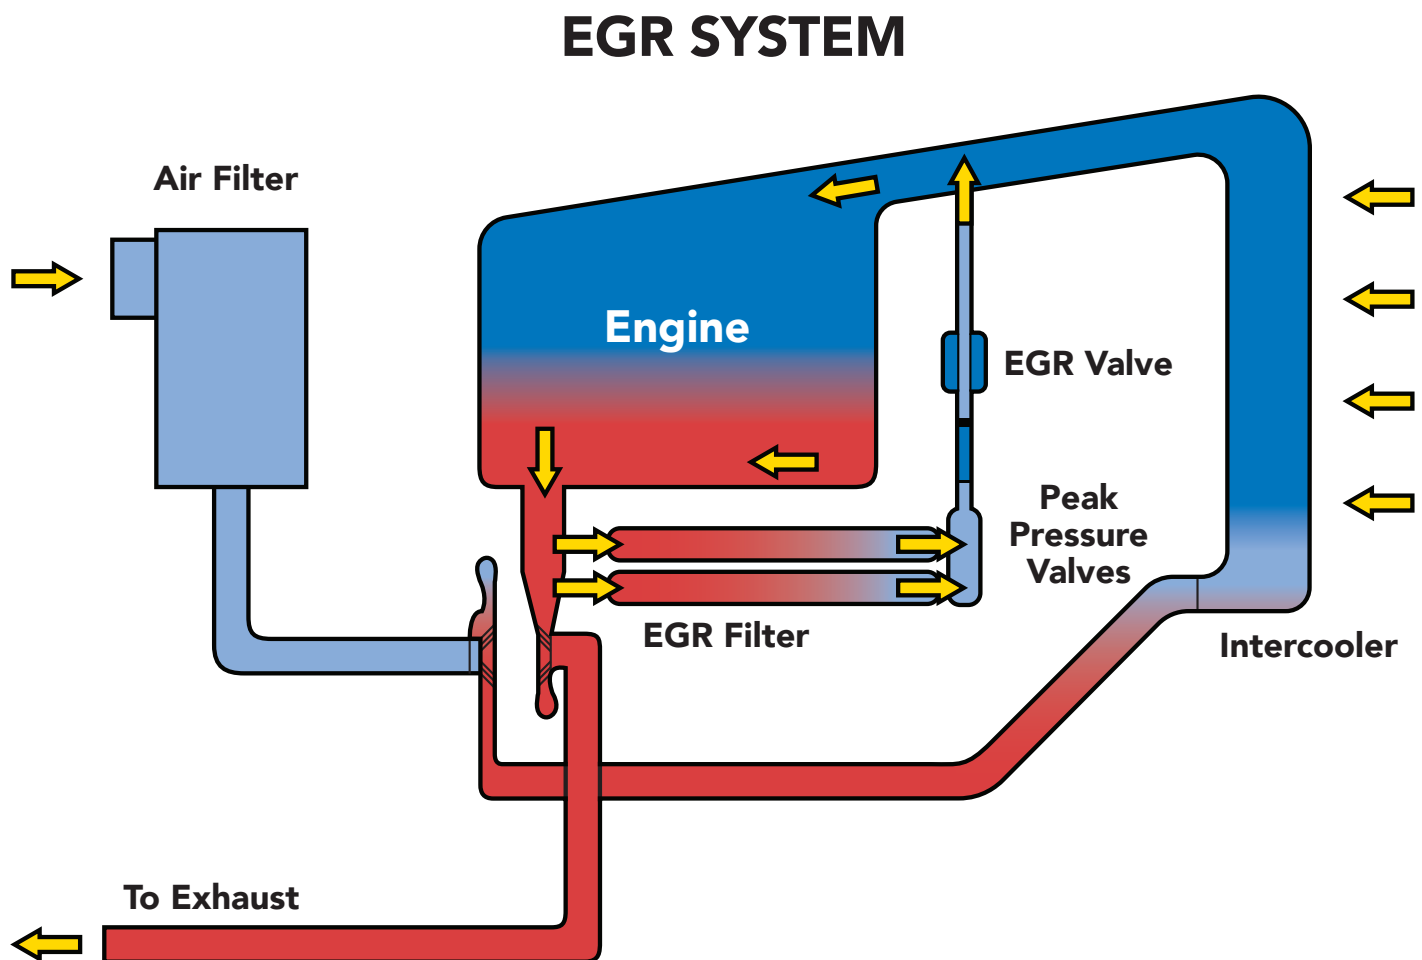 EGR SYSTEM
Air Filter
Engine
EGR Valve
Peak
Pressure
Valves
EGR Filter
Intercooler
To Exhaust